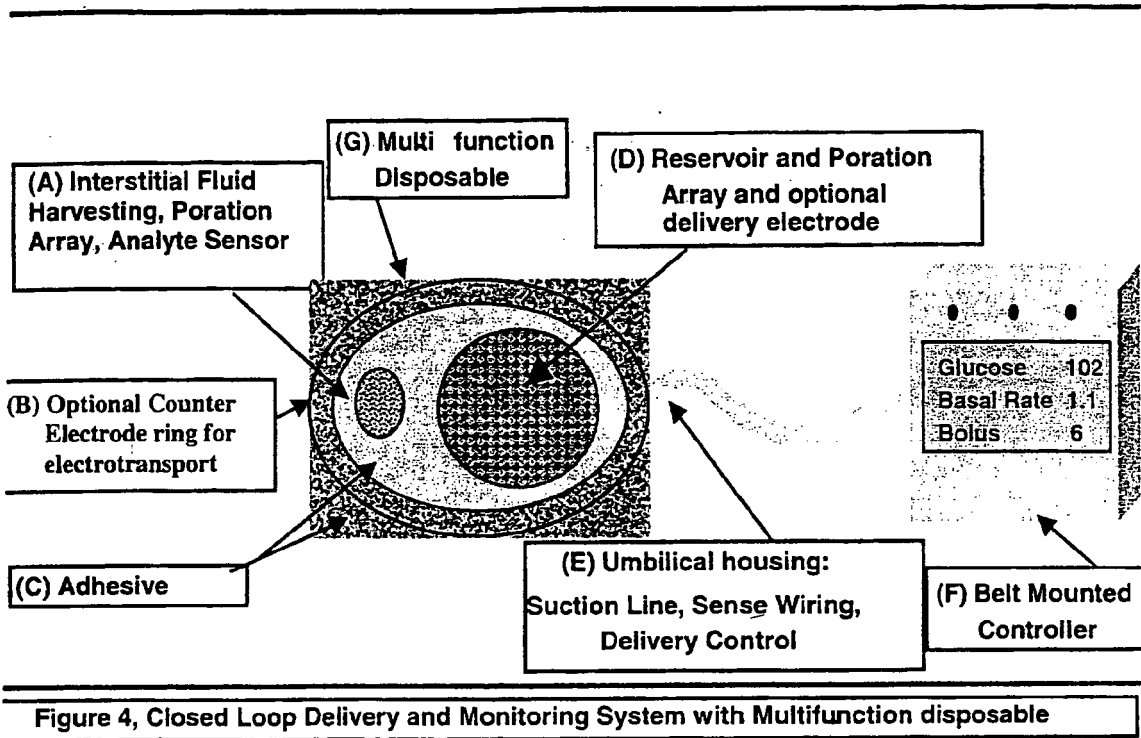 (G) Multi function
Disposable
(D) Reservoir and Poration
Array and optional
delivery electrode
(A) Interstitial Fluid
Harvesting, Poration
Array, Analyte Sensor
(B) Optional Counter
Electrode ring for
electrotransport
(C) Adhesive
Glucose 102
Basal Rate 1.1
Bolus 6
(E) Umbilical housing:
Suction Line, Sense Wiring,
Delivery Control
(F) Belt Mounted
Controller
Figure 4, Closed Loop Delivery and Monitoring System with Multifunction disposable